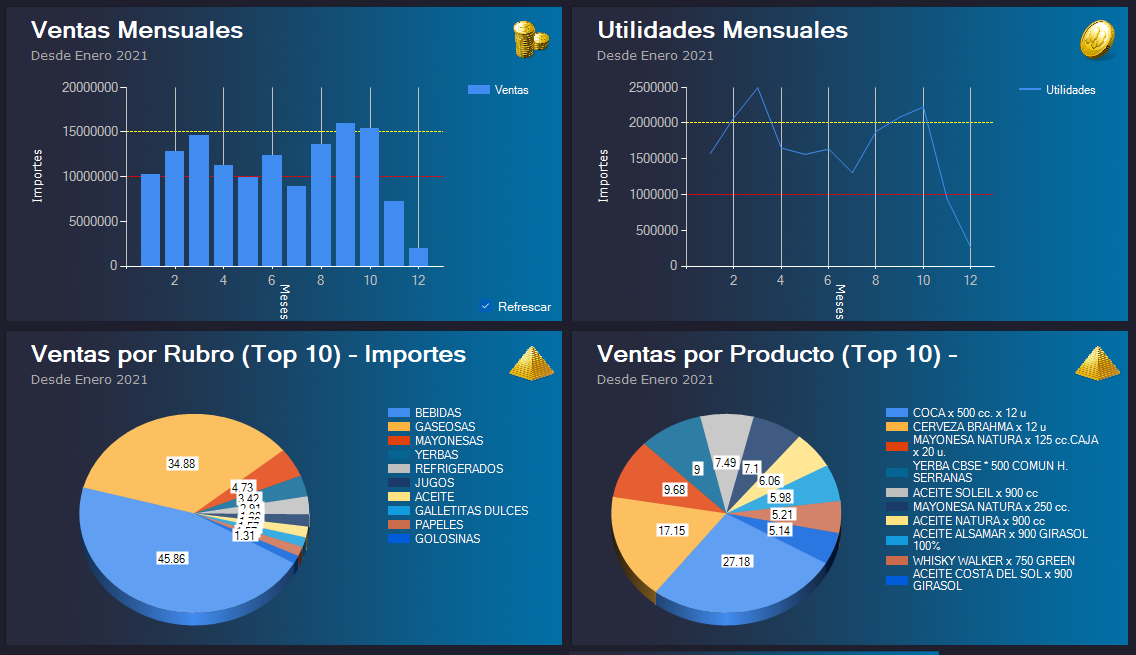 Ventas Mensuales
Desde Enero 2021
20000000
15000000
10000000
5000000
0
Importes
2
4
6
8
10
12
Meses
Ventas
Refrescar
Utilidades Mensuales
Desde Enero 2021
2500000
2000000
1500000
1000000
500000
0
Importes
2
4
6
8
10
12
Meses
Utilidades
Ventas por Rubro (Top 10) - Importes
Desde Enero 2021
34.88
4.73
3.42
1.31
45.86
BEBIDAS
GASEOSAS
MAYONESAS
YERBAS
REFRIGERADOS
JUGOS
ACEITE
GALLETITAS DULCES
PAPELES
GOLOSINAS
Ventas por Producto (Top 10) -
Desde Enero 2021
7.49
7.1
9
6.06
9.68
5.98
5.21
17.15
5.14
27.18
COCA x 500 cc. x 12 u
CERVEZA BRAHMA x 12 u
MAYONESA NATURA x 125 cc.CAJA
x 20 u.
YERBA CBSE * 500 COMUN H.
SERRANAS
ACEITE SOLEIL x 900 cc
MAYONESA NATURA x 250 cc.
ACEITE NATURA x 900 cc
ACEITE ALSAMAR x 900 GIRASOL
100%
WHISKY WALKER x 750 GREEN
ACEITE COSTA DEL SOL x 900
GIRASOL